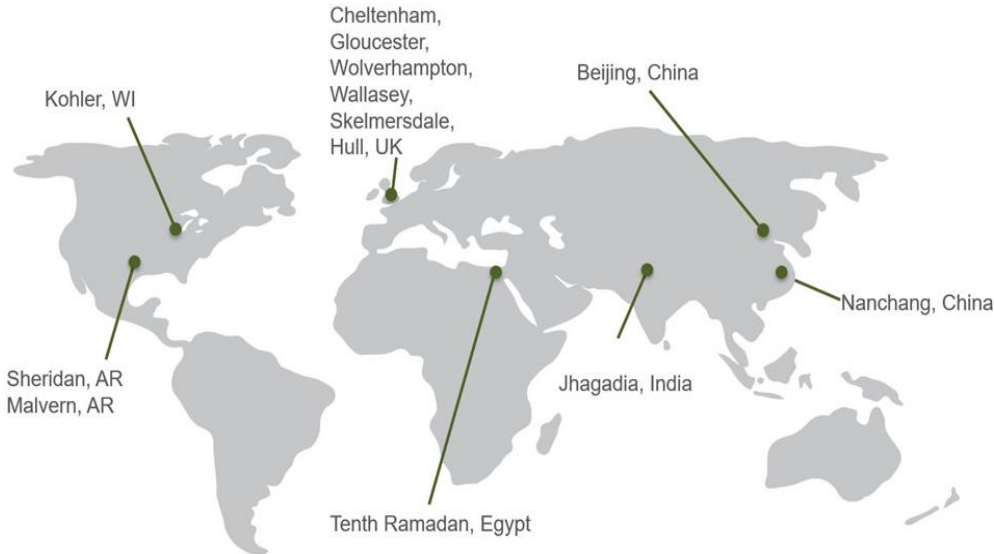 Cheltenham,
Gloucester,
Wolverhampton,
Wallasey,
Skelmersdale,
Hull, UK
Beijing, China
Kohler, WI
Nanchang, China
Sheridan, AR
Malvern, AR
Jhagadia, India
Tenth Ramadan, Egypt